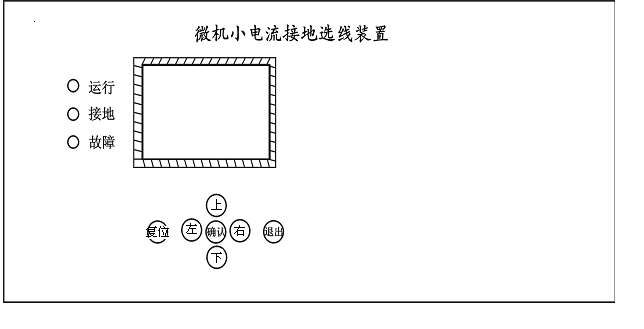 微机小电流接地选线装置
运行
接地
故障
上
复位 左 确认 右 退出
下